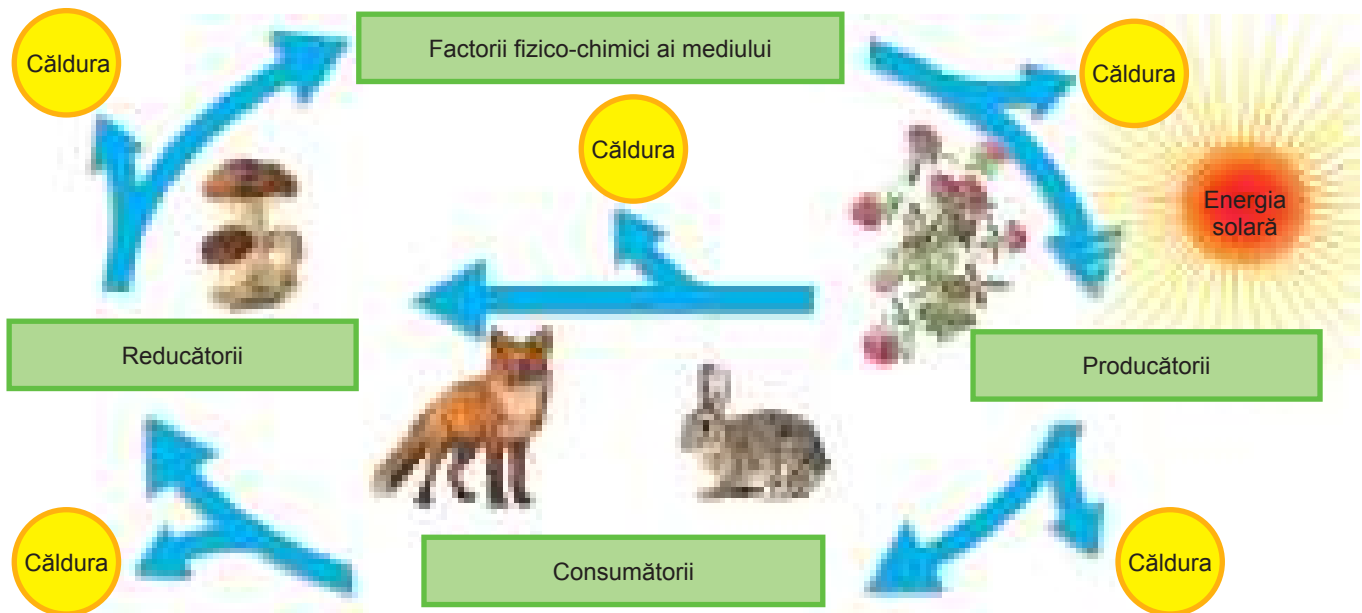 Căldura
Factorii fizico-chimici ai mediului
Căldura
Căldura
Energia
solară
Reducătorii
Producătorii
Căldura
Consumătorii
Căldura